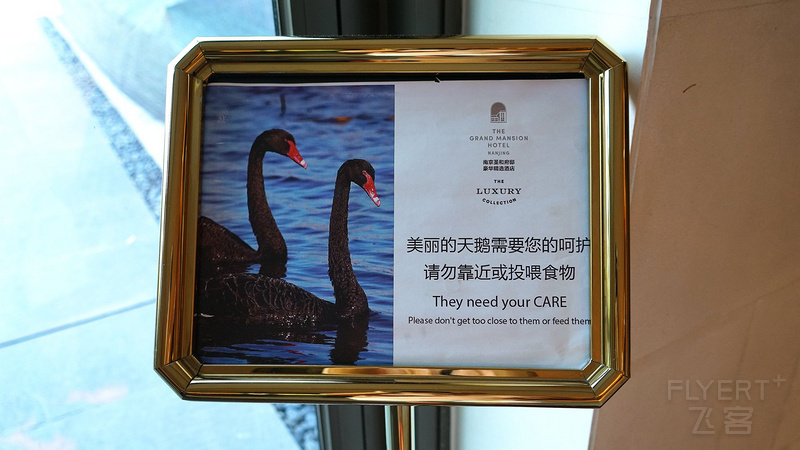 THE
GRAND MANSION
HOTEL
NANJING
南京圣和府邸
豪华精选酒店
THE
LUXURY
COLLECTION
美丽的天鹅需要您的呵护
请勿靠近或投喂食物
They need your CARE
Please don't get too close to them or feed them
FLYERT+
飞客